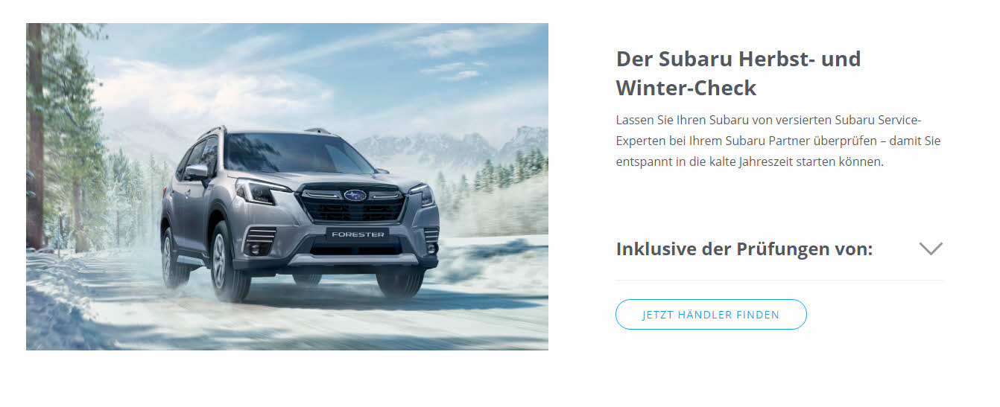 Der Subaru Herbst- und
Winter-Check
Lassen Sie Ihren Subaru von versierten Subaru Service-
Experten bei Ihrem Subaru Partner überprüfen – damit Sie
entspannt in die kalte Jahreszeit starten können.
FORESTER
Inklusive der Prüfungen von:
JETZT HÄNDLER FINDEN